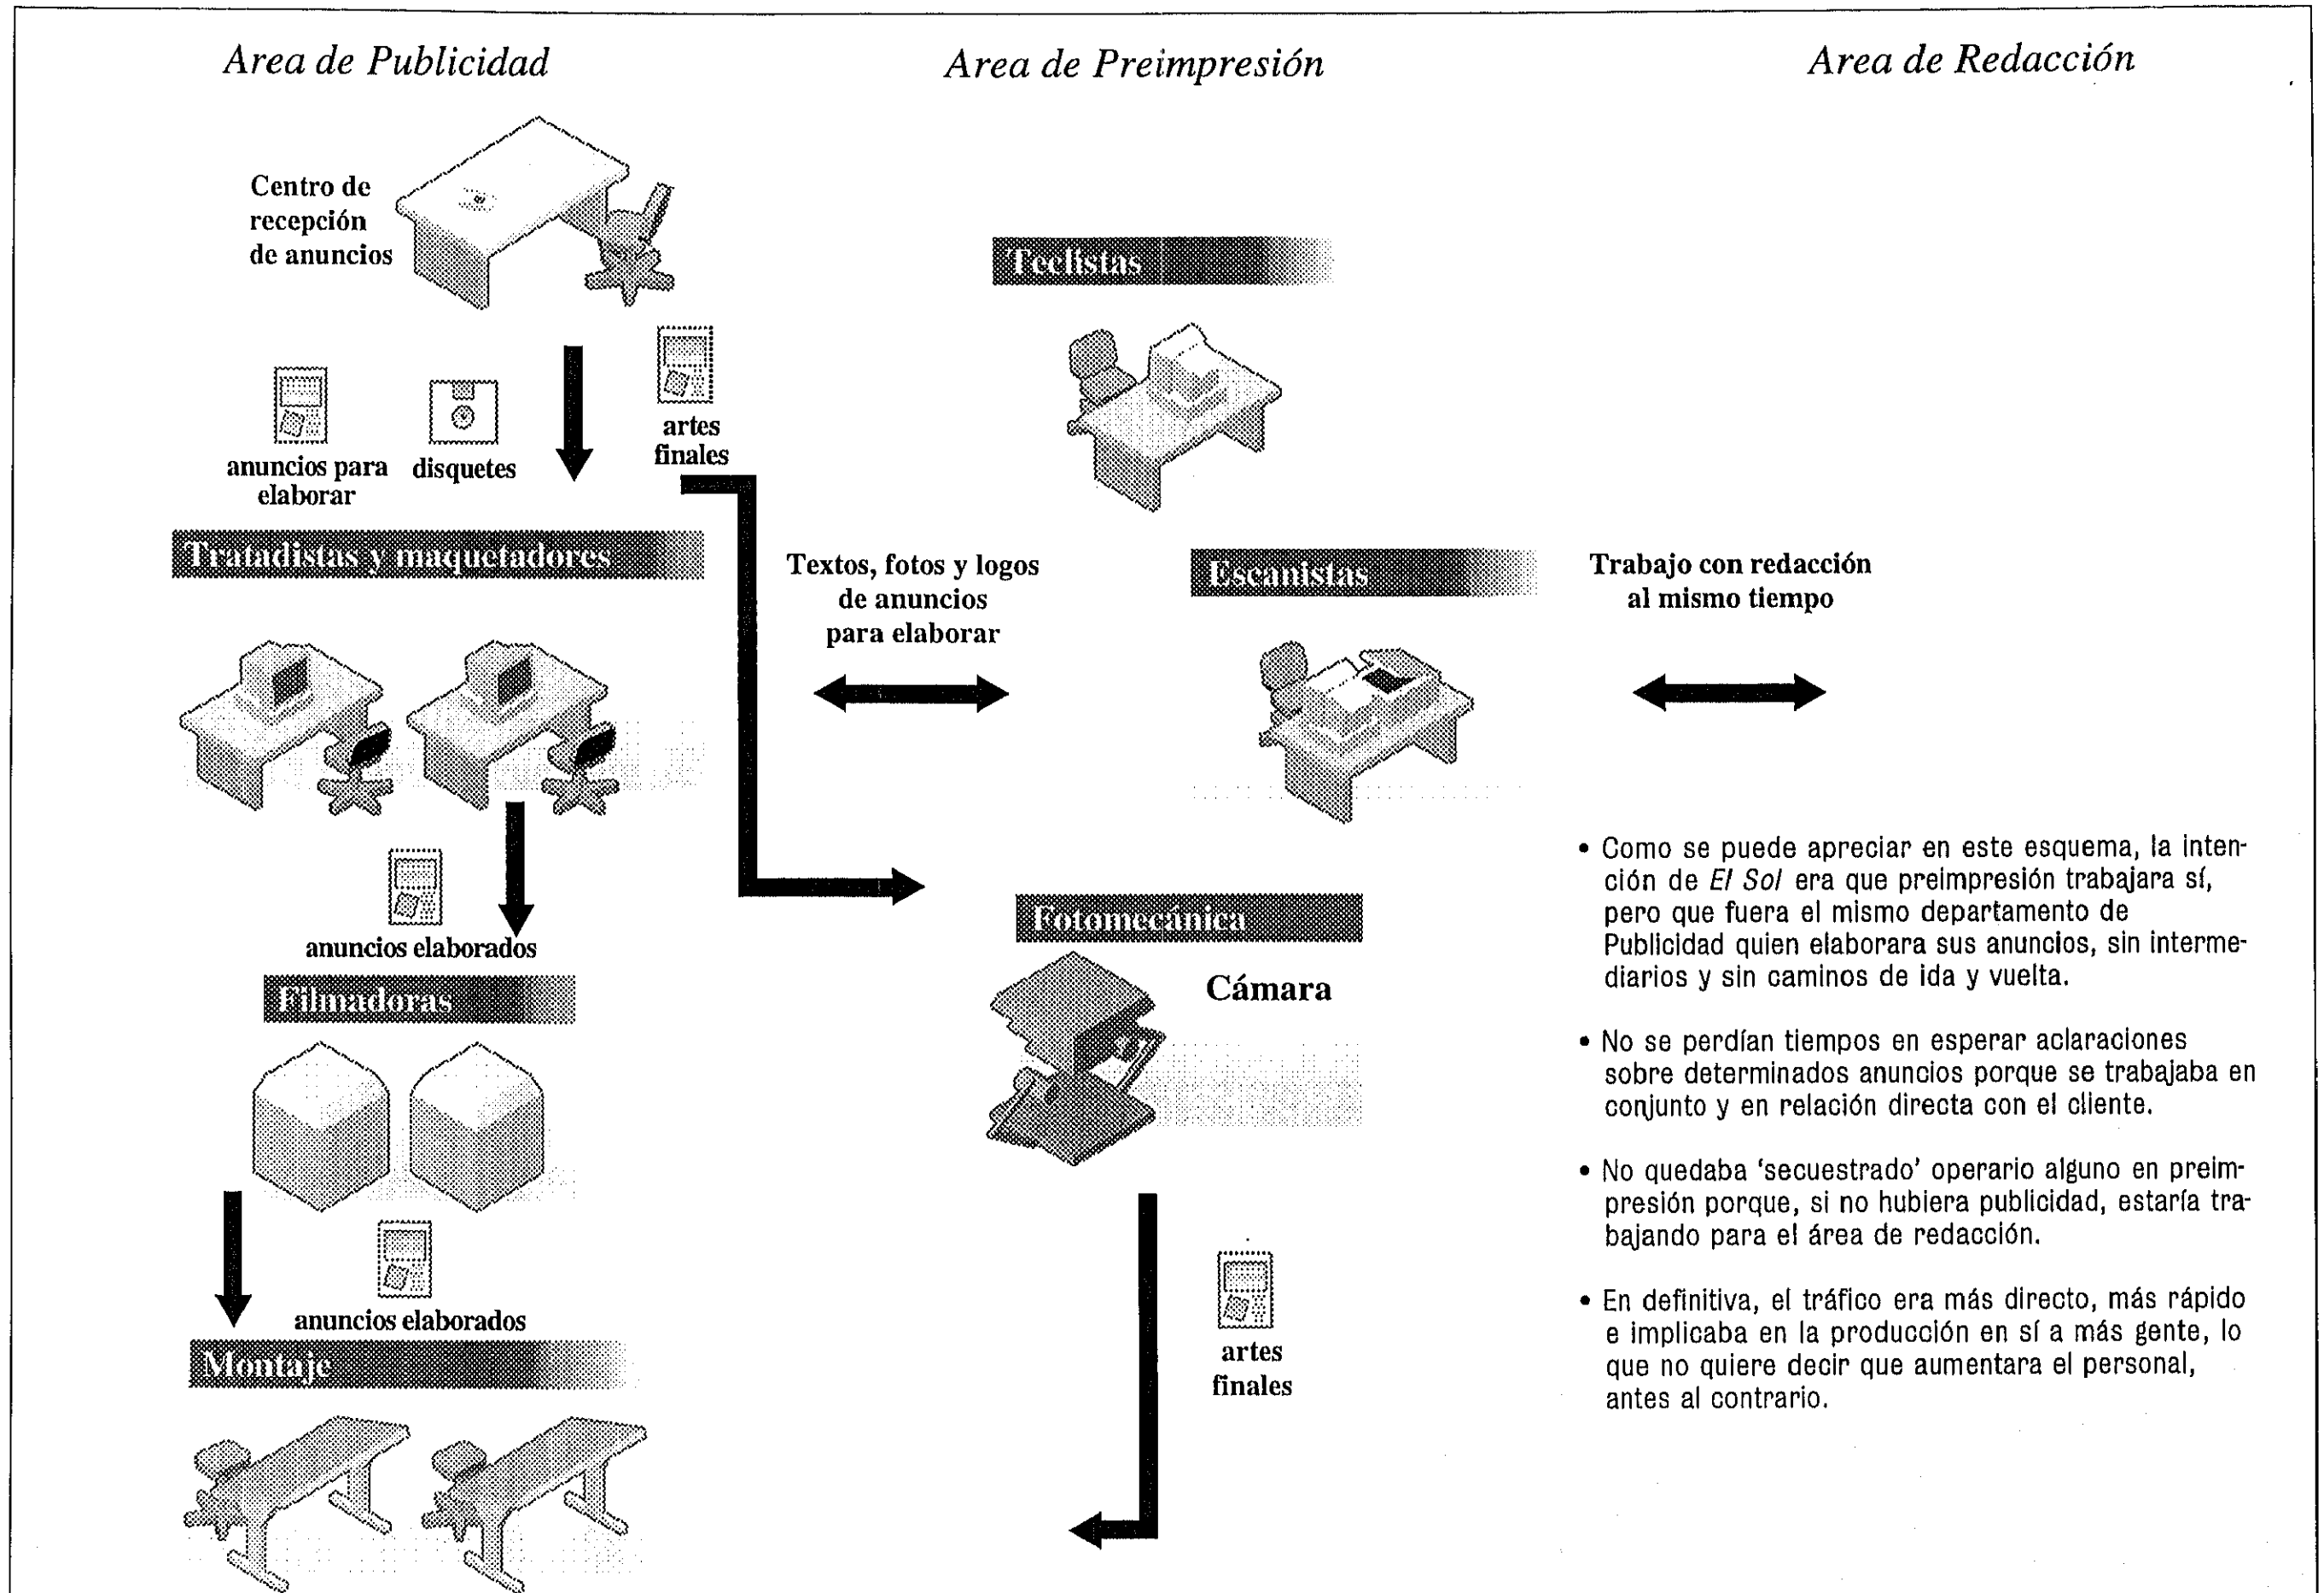 Area de Publicidad
Area de Preimpresión
Area de Redacción
Centro de
recepción
de anuncios
anuncios para
elaborar
disquetes
artes
finales
Teclistas
Tratadistas y maquetadores
Textos, fotos y logos
de anuncios
para elaborar
Escanistas
Trabajo con redacción
al mismo tiempo
anuncios elaborados
Filmadoras
Fotomecánica
Cámara
anuncios elaborados
Montaje
artes
finales
• Como se puede apreciar en este esquema, la inten-
ción de El Sol era que preimpresión trabajara sí,
pero que fuera el mismo departamento de
Publicidad quien elaborara sus anuncios, sin interme-
diarios y sin caminos de ida y vuelta.
• No se perdían tiempos en esperar aclaraciones
sobre determinados anuncios porque se trabajaba en
conjunto y en relación directa con el cliente.
• No quedaba ‘secuestrado’ operario alguno en preim-
presión porque, si no hubiera publicidad, estaría tra-
bajando para el área de redacción.
• En definitiva, el tráfico era más directo, más rápido
e implicaba en la producción en sí a más gente, lo
que no quiere decir que aumentara el personal,
antes al contrario.